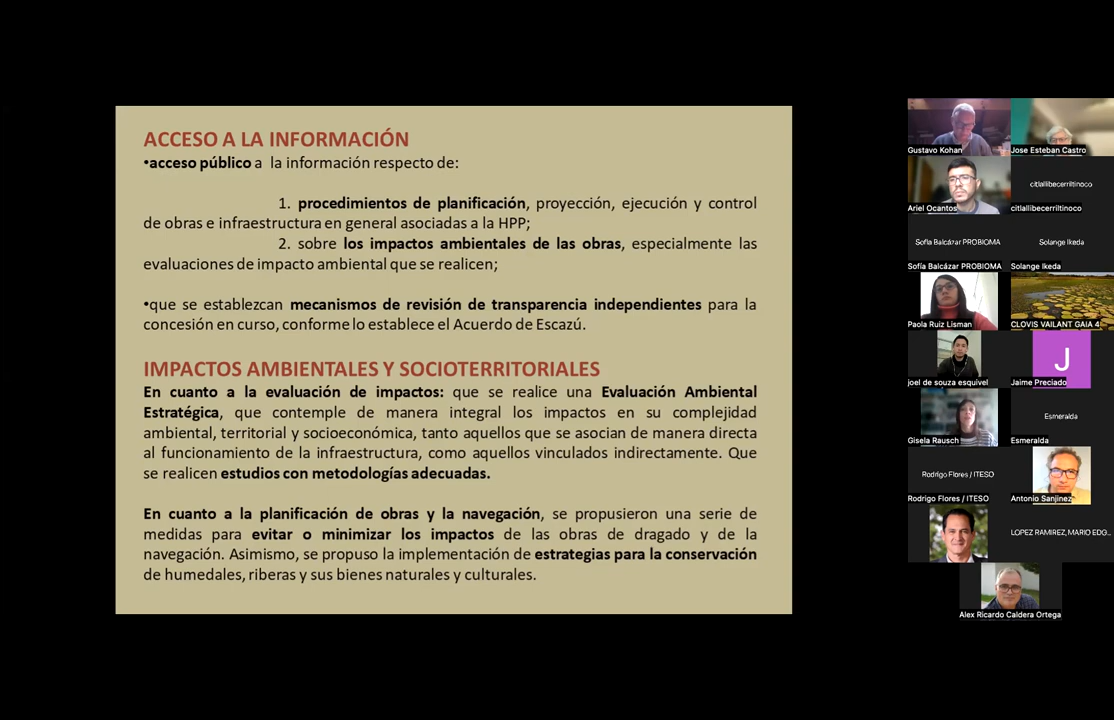 ACCESO A LA INFORMACIÓN
•acceso público a la información respecto de:
1. procedimientos de planificación, proyección, ejecución y control
de obras e infraestructura en general asociadas a la HPP;
2. sobre los impactos ambientales de las obras, especialmente las
evaluaciones de impacto ambiental que se realicen;
•que se establezcan mecanismos de revisión de transparencia independientes para la
concesión en curso, conforme lo establece el Acuerdo de Escazú.
IMPACTOS AMBIENTALES Y SOCIOTERRITORIALES
En cuanto a la evaluación de impactos: que se realice una Evaluación Ambiental
Estratégica, que contemple de manera integral los impactos en su complejidad
ambiental, territorial y socioeconómica, tanto aquellos que se asocian de manera directa
al funcionamiento de la infraestructura, como aquellos vinculados indirectamente. Que
se realicen estudios con metodologías adecuadas.
En cuanto a la planificación de obras y la navegación, se propusieron una serie de
medidas para evitar o minimizar los impactos de las obras de dragado y de la
navegación. Asimismo, se propuso la implementación de estrategias para la conservación
de humedales, riberas y sus bienes naturales y culturales.
Gustavo Kohan
Jose Esteban Castro
Ariel Ocantos
citlallibecerriltinoco
citlallibecerriltinoco
Sofía Balcázar PROBIOMA
Solange Ikeda
Sofía Balcázar PROBIOMA
Solange Ikeda
Paola Ruiz Lisman
CLOVIS VAILANT GAIA 4
J
joel de souza esquivel
Jaime Preciado
Esmeralda
Gisela Rausch
Esmeralda
Rodrigo Flores / ITESO
Rodrigo Flores / ITESO
Antonio Sanjinez
LOPEZ RAMIREZ, MARIO EDG...
Alex Ricardo Caldera Ortega